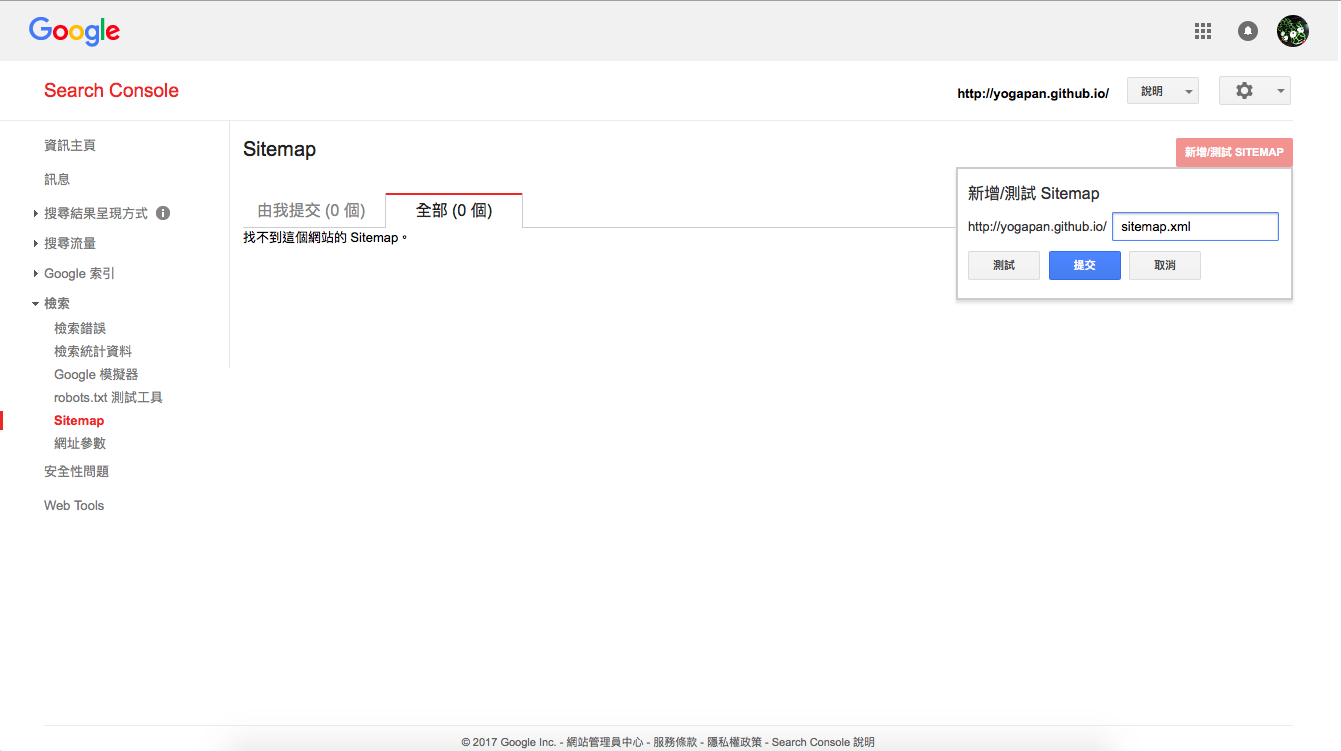 Google
Search Console
http://yogapan.github.io/
說明
資訊主頁
訊息
搜尋結果呈現方式
搜尋流量
Google 索引
檢索
檢索錯誤
檢索統計資料
Google 模擬器
robots.txt 測試工具
Sitemap
網址參數
安全性問題
Web Tools
Sitemap
新增/測試 SITEMAP
由我提交 (0 個)
全部 (0 個)
找不到這個網站的 Sitemap。
新增/測試 Sitemap
http://yogapan.github.io/ sitemap.xml
測試 提交 取消
© 2017 Google Inc. - 網站管理員中心 - 服務條款 - 隱私權政策 - Search Console 說明